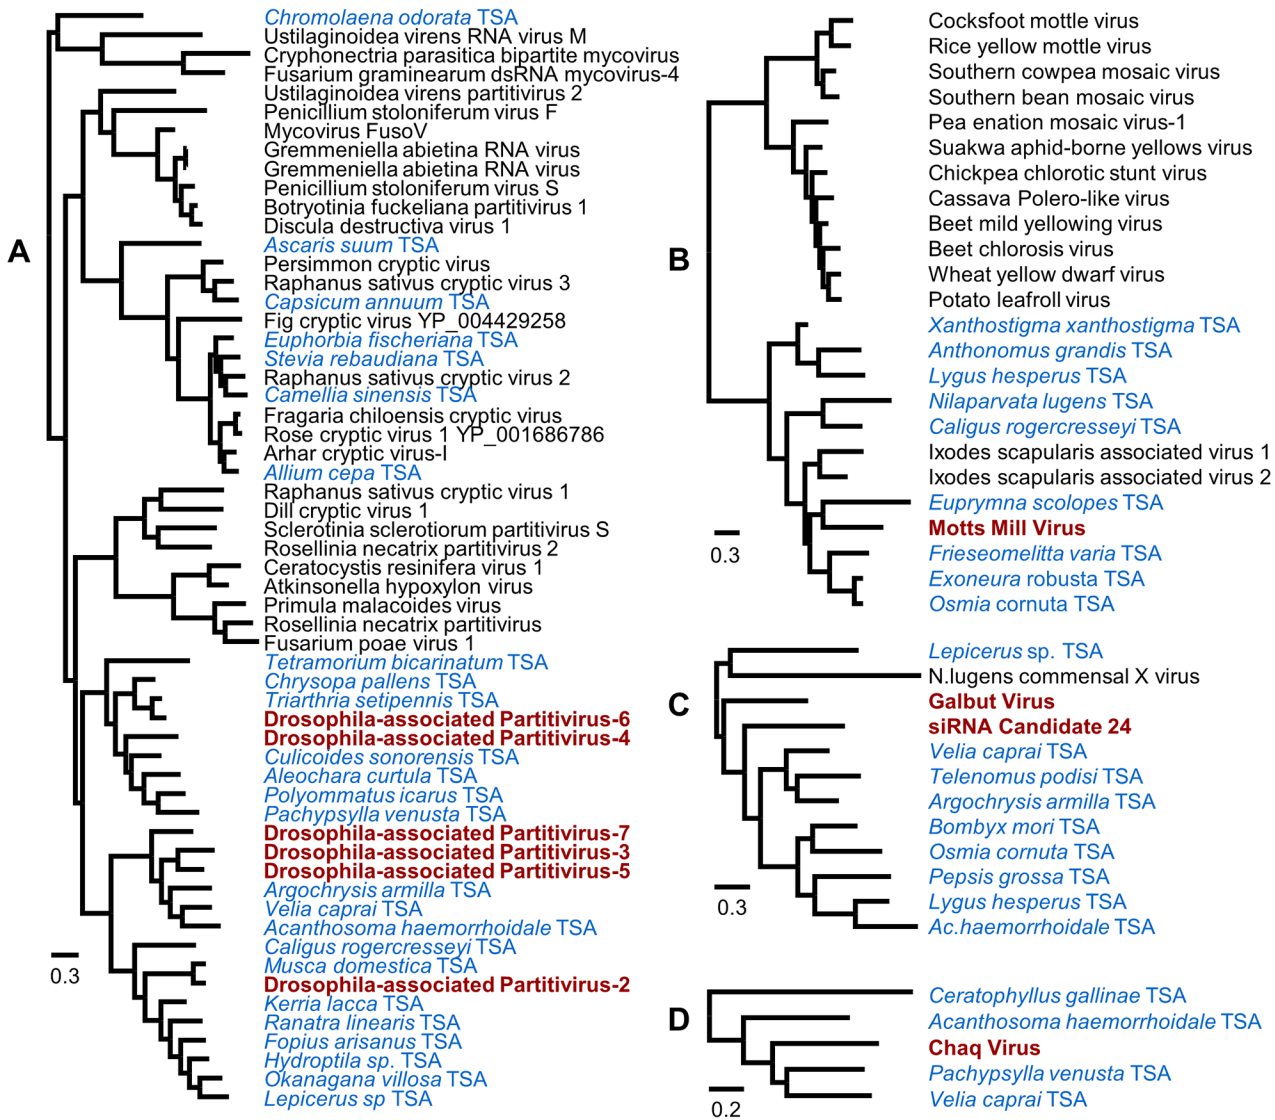 A
Chromolaena odorata TSA
Ustilaginoidea virens RNA virus M
Cryphonectria parasitica bipartite mycovirus
Fusarium graminearum dsRNA mycovirus-4
Ustilaginoidea virens partitivirus 2
Penicillium stoloniferum virus F
Mycovirus FusoV
Gremmeniella abietina RNA virus
Gremmeniella abietina RNA virus
Penicillium stoloniferum virus S
Botryotinia fuckeliana partitivirus 1
Discula destructiva virus 1
Ascaris suum TSA
Persimmon cryptic virus
Raphanus sativus cryptic virus 3
Capsicum annuum TSA
Fig cryptic virus YP_004429258
Euphorbia fischeriana TSA
Stevia rebaudiana TSA
Raphanus sativus cryptic virus 2
Camellia sinensis TSA
Fragaria chiloensis cryptic virus
Rose cryptic virus 1 YP_001686786
Arhar cryptic virus-I
Allium cepa TSA
Raphanus sativus cryptic virus 1
Dill cryptic virus 1
Sclerotinia sclerotiorum partitivirus S
Rosellinia necatrix partitivirus 2
Ceratocystis resinifera virus 1
Atkinsonella hypoxylon virus
Primula malacoides virus
Rosellinia necatrix partitivirus
Fusarium poae virus 1
Tetramorium bicarinatum TSA
Chrysopa pallens TSA
Triarthria setipennis TSA
Drosophila-associated Partitivirus-6
Drosophila-associated Partitivirus-4
Culicoides sonorensis TSA
Aleochara curtula TSA
Polyommatus icarus TSA
Pachypsylla venusta TSA
Drosophila-associated Partitivirus-7
Drosophila-associated Partitivirus-3
Drosophila-associated Partitivirus-5
Argochrysis armilla TSA
Velia caprai TSA
Acanthosoma haemorrhoidale TSA
Caligus rogercresseyi TSA
Musca domestica TSA
Drosophila-associated Partitivirus-2
Kerria lacca TSA
Ranatra linearis TSA
Fopius arisanus TSA
Hydroptila sp. TSA
Okanagana villosa TSA
Lepicerus sp TSA
0.3
B
Cocksfoot mottle virus
Rice yellow mottle virus
Southern cowpea mosaic virus
Southern bean mosaic virus
Pea enation mosaic virus-1
Suakwa aphid-borne yellows virus
Chickpea chlorotic stunt virus
Cassava Polero-like virus
Beet mild yellowing virus
Beet chlorosis virus
Wheat yellow dwarf virus
Potato leafroll virus
Xanthostigma xanthostigma TSA
Anthonomus grandis TSA
Lygus hesperus TSA
Nilaparvata lugens TSA
Caligus rogercresseyi TSA
Ixodes scapularis associated virus 1
Ixodes scapularis associated virus 2
Euprymna scolopes TSA
Motts Mill Virus
Frieseomelitta varia TSA
Exoneura robusta TSA
Osmia cornuta TSA
0.3
C
Lepicerus sp. TSA
N.lugens commensal X virus
Galbut Virus
siRNA Candidate 24
Velia caprai TSA
Telenomus podisi TSA
Argochrysis armilla TSA
Bombyx mori TSA
Osmia cornuta TSA
Pepsis grossa TSA
Lygus hesperus TSA
Ac.haemorrhoidale TSA
0.3
D
Ceratophyllus gallinae TSA
Acanthosoma haemorrhoidale TSA
Chaq Virus
Pachypsylla venusta TSA
Velia caprai TSA
0.2